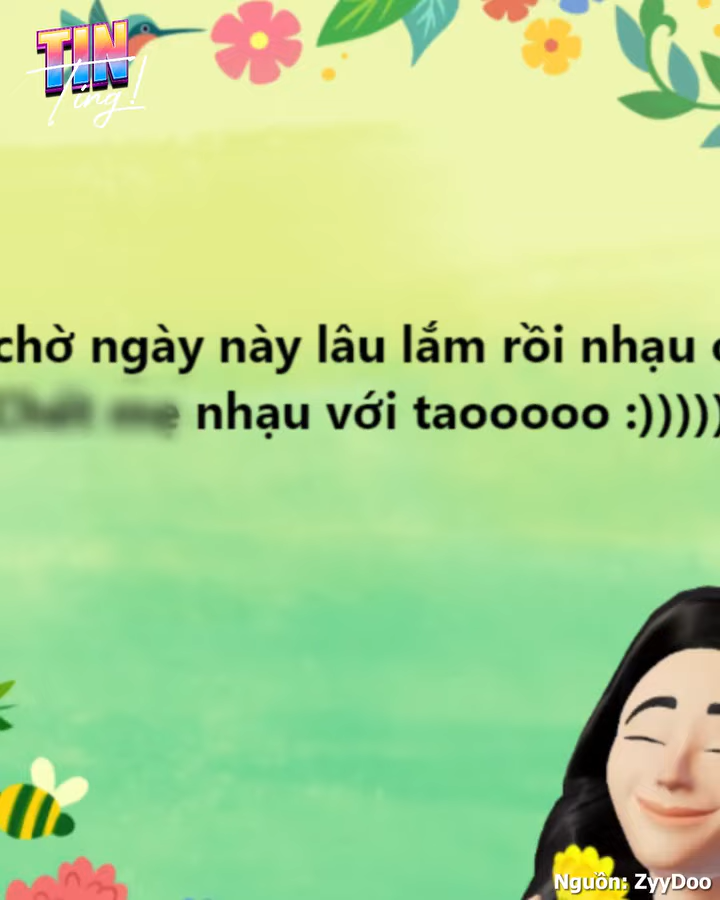 TIN
Ting!
chờ ngày này lâu lắm rồi nhậu
nhậu với taooooo :)))))
Nguồn: ZyyDoo